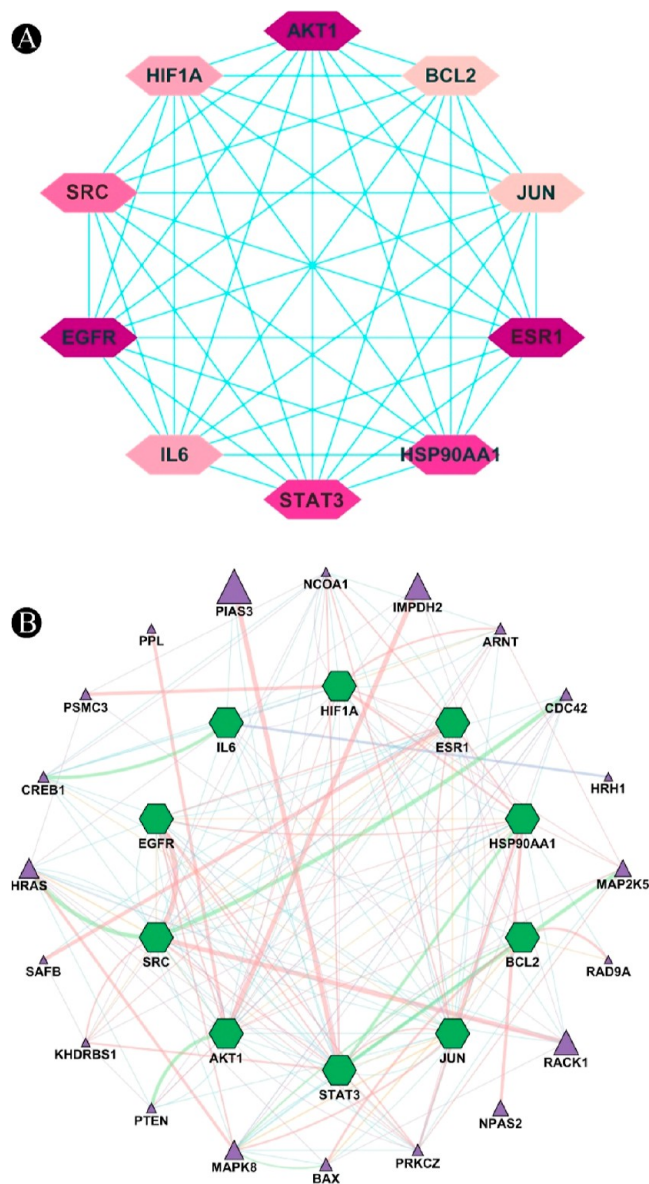 A
AKT1
HIF1A
BCL2
SRC
JUN
EGFR
ESR1
IL6
HSP90AA1
STAT3
B
PIAS3
NCOA1
IMPDH2
PPL
ARNT
PSMC3
HIF1A
CDC42
IL6
ESR1
CREB1
HRH1
EGFR
HSP90AA1
HRAS
MAP2K5
SRC
BCL2
SAFB
RAD9A
KHDRBS1
AKT1
JUN
RACK1
STAT3
PTEN
NPAS2
MAPK8
BAX
PRKCZ